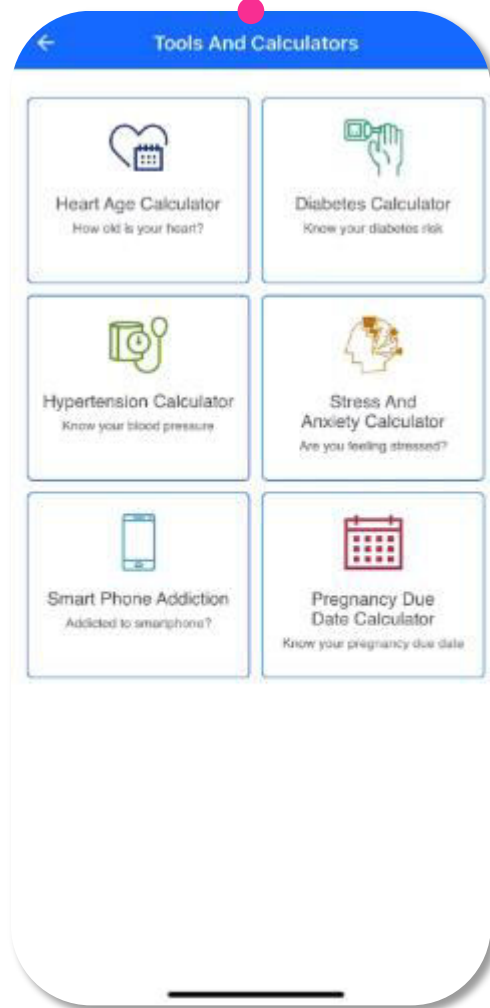 Tools And Calculators
Heart Age Calculator
How old is your heart?
Diabetes Calculator
Know your diabetes risk
Hypertension Calculator
Know your blood pressure
Stress And
Anxiety Calculator
Are you feeling stressed?
Smart Phone Addiction
Addicted to smartphone?
Pregnancy Due
Date Calculator
Know your pregnancy due date